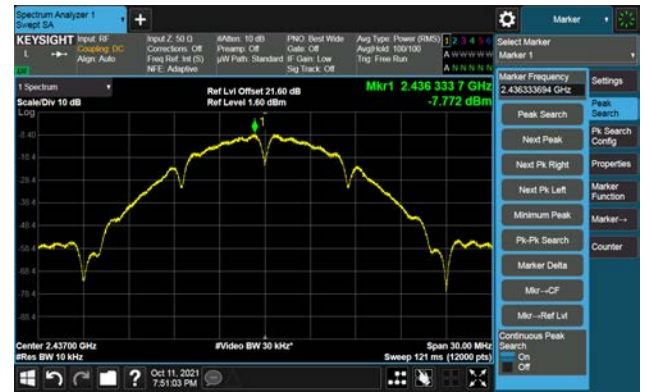 Spectrum Analyzer 1
Swept SA
Marker
KEYSIGHT
Input: RF
Coupling: DC
Align: Auto
Input Z: 50 Ω
Corrections: Off
Freq Ref: Int (S)
NFE: Adaptive
#Atten: 10 dB
Preamp: Off
µW Path: Standard
PNO: Best Wide
Gate: Off
IF Gain: Low
Sig Track: Off
Avg Type: Power (RMS)
Avg|Hold: 100/100
Trig: Free Run
1 2 3 4 5 6
A W W W W W
A N N N N N
Select Marker
Marker 1
1 Spectrum
Scale/Div 10 dB
Log
Ref Lvl Offset 21.60 dB
Ref Level 1.60 dBm
Mkr1 2.436 333 7 GHz
-7.772 dBm
1
-8.40
-18.4
-28.4
-38.4
-48.4
-58.4
-78.4
-88.4
Center 2.43700 GHz
#Res BW 10 kHz
#Video BW 30 kHz*
Span 30.00 MHz
Sweep 121 ms (12000 pts)
Marker Frequency
2.436333694 GHz
Peak Search
Next Peak
Next Pk Right
Next Pk Left
Minimum Peak
Pk-Pk Search
Marker Delta
Mkr→CF
Mkr→Ref Lvl
Continuous Peak
Search
On
Off
Settings
Peak
Search
Pk Search
Config
Properties
Marker
Function
Marker→
Counter
?
Oct 11, 2021
7:51:03 PM